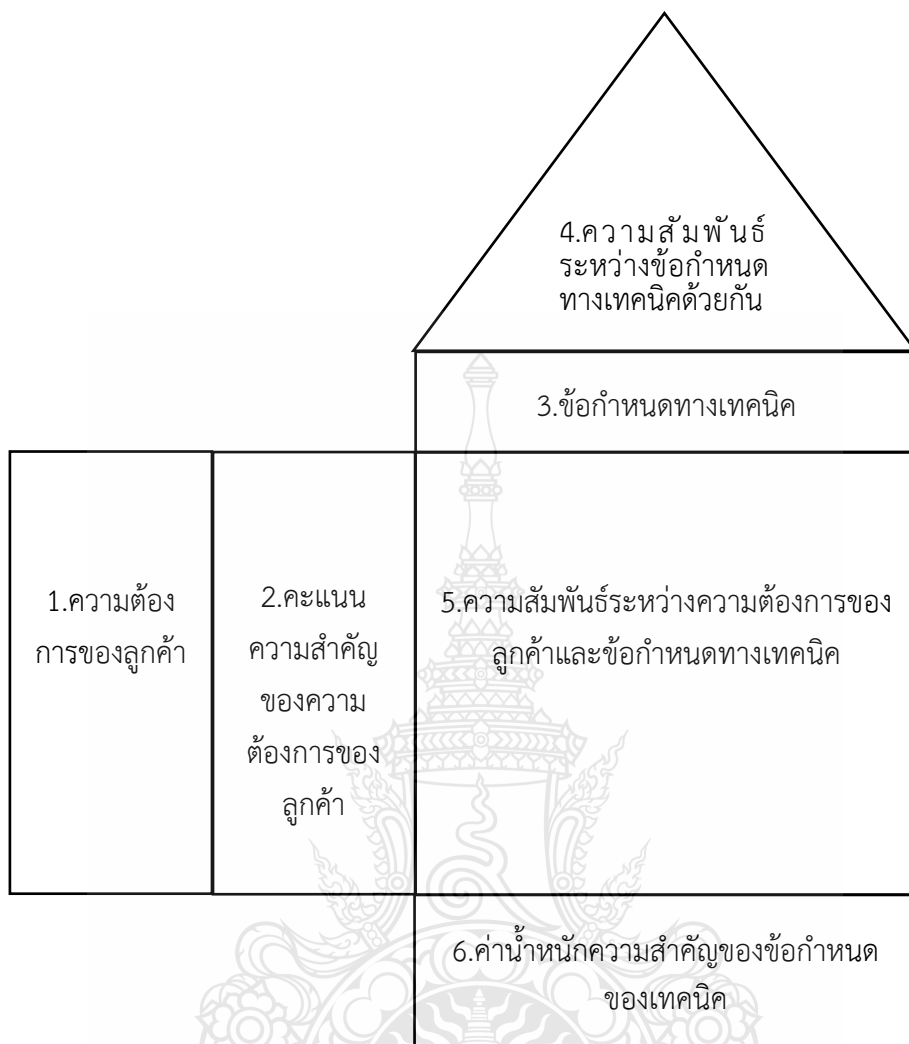 4.ความสัมพันธ์
ระหว่างข้อกำหนด
ทางเทคนิคด้วยกัน
3.ข้อกำหนดทางเทคนิค
1.ความต้อง
การของลูกค้า
2.คะแนน
ความสำคัญ
ของความ
ต้องการของ
ลูกค้า
5.ความสัมพันธ์ระหว่างความต้องการของ
ลูกค้าและข้อกำหนดทางเทคนิค
6.ค่าน้ำหนักความสำคัญของข้อกำหนด
ของเทคนิค